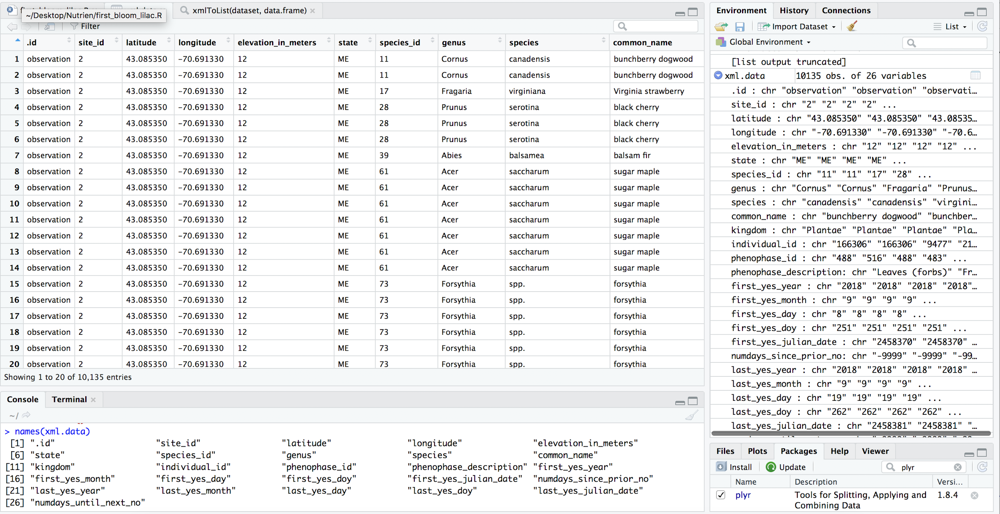 xmlToList(dataset, data.frame)
~/Desktop/Nutrien/first_bloom_lilac.R
Filter
.id site_id latitude longitude elevation_in_meters state species_id genus species common_name
1 observation 2 43.085350 -70.691330 12 ME 11 Cornus canadensis bunchberry dogwood
2 observation 2 43.085350 -70.691330 12 ME 11 Cornus canadensis bunchberry dogwood
3 observation 2 43.085350 -70.691330 12 ME 17 Fragaria virginiana Virginia strawberry
4 observation 2 43.085350 -70.691330 12 ME 28 Prunus serotina black cherry
5 observation 2 43.085350 -70.691330 12 ME 28 Prunus serotina black cherry
6 observation 2 43.085350 -70.691330 12 ME 28 Prunus serotina black cherry
7 observation 2 43.085350 -70.691330 12 ME 39 Abies balsamea balsam fir
8 observation 2 43.085350 -70.691330 12 ME 61 Acer saccharum sugar maple
9 observation 2 43.085350 -70.691330 12 ME 61 Acer saccharum sugar maple
10 observation 2 43.085350 -70.691330 12 ME 61 Acer saccharum sugar maple
11 observation 2 43.085350 -70.691330 12 ME 61 Acer saccharum sugar maple
12 observation 2 43.085350 -70.691330 12 ME 61 Acer saccharum sugar maple
13 observation 2 43.085350 -70.691330 12 ME 61 Acer saccharum sugar maple
14 observation 2 43.085350 -70.691330 12 ME 61 Acer saccharum sugar maple
15 observation 2 43.085350 -70.691330 12 ME 73 Forsythia spp. forsythia
16 observation 2 43.085350 -70.691330 12 ME 73 Forsythia spp. forsythia
17 observation 2 43.085350 -70.691330 12 ME 73 Forsythia spp. forsythia
18 observation 2 43.085350 -70.691330 12 ME 73 Forsythia spp. forsythia
19 observation 2 43.085350 -70.691330 12 ME 73 Forsythia spp. forsythia
20 observation 2 43.085350 -70.691330 12 ME 73 Forsythia spp. forsythia
Showing 1 to 20 of 10,135 entries
Console Terminal
~/
> names(xml.data)
[1] ".id" "site_id" "latitude" "longitude" "elevation_in_meters"
[6] "state" "species_id" "genus" "species" "common_name"
[11] "kingdom" "individual_id" "phenophase_id" "phenophase_description" "first_yes_year"
[16] "first_yes_month" "first_yes_day" "first_yes_doy" "first_yes_julian_date" "numdays_since_prior_no"
[21] "last_yes_year" "last_yes_month" "last_yes_day" "last_yes_doy" "last_yes_julian_date"
[26] "numdays_until_next_no"
Environment History Connections
Import Dataset List
Global Environment
[list output truncated]
xml.data 10135 obs. of 26 variables
.id : chr "observation" "observation" "observati…
site_id : chr "2" "2" "2" "2" ...
latitude : chr "43.085350" "43.085350" "43.08535…
longitude : chr "-70.691330" "-70.691330" "-70.6…
elevation_in_meters : chr "12" "12" "12" "12" ...
state : chr "ME" "ME" "ME" "ME" ...
species_id : chr "11" "11" "17" "28" ...
genus : chr "Cornus" "Cornus" "Fragaria" "Prunus…
species : chr "canadensis" "canadensis" "virgini…
common_name : chr "bunchberry dogwood" "bunchber…
kingdom : chr "Plantae" "Plantae" "Plantae" "Pla…
individual_id : chr "166306" "166306" "9477" "21…
phenophase_id : chr "488" "516" "488" "483" ...
phenophase_description: chr "Leaves (forbs)" "Fr…
first_yes_year : chr "2018" "2018" "2018" "2018"…
first_yes_month : chr "9" "9" "9" "9" ...
first_yes_day : chr "8" "8" "8" "8" ...
first_yes_doy : chr "251" "251" "251" "251" ...
first_yes_julian_date : chr "2458370" "2458370" …
numdays_since_prior_no: chr "-9999" "-9999" "-99…
last_yes_year : chr "2018" "2018" "2018" "2018" …
last_yes_month : chr "9" "9" "9" "9" ...
last_yes_day : chr "19" "19" "19" "19" ...
last_yes_doy : chr "262" "262" "262" "262" ...
last_yes_julian_date : chr "2458381" "2458381" "…
Files Plots Packages Help Viewer
Install Update plyr
Name Description Versi...
plyr Tools for Splitting, Applying and 1.8.4
Combining Data